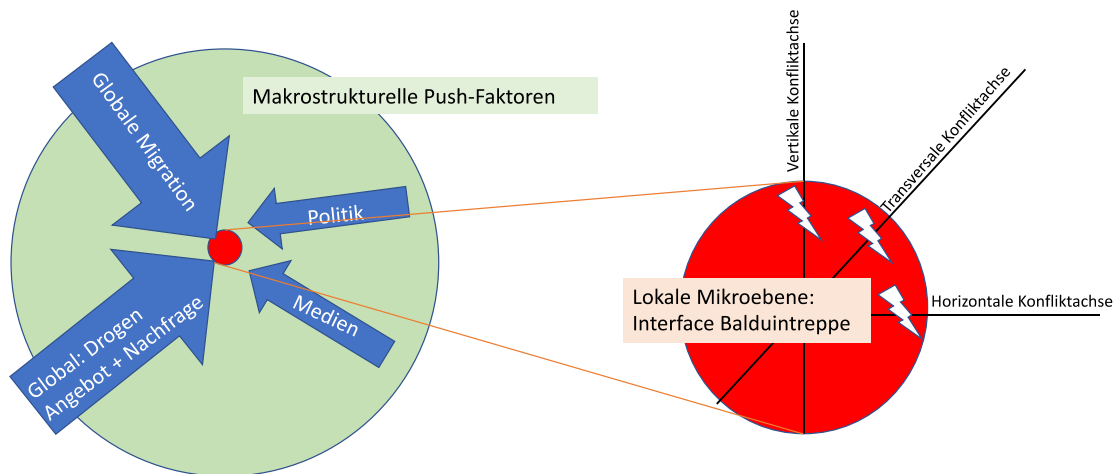 Globale Migration
Makrostrukturelle Push-Faktoren
Politik
Medien
Global: Drogen
Angebot + Nachfrage
Vertikale Konfliktachse
Transversale Konfliktachse
Lokale Mikroebene:
Interface Balduintreppe
Horizontale Konfliktachse